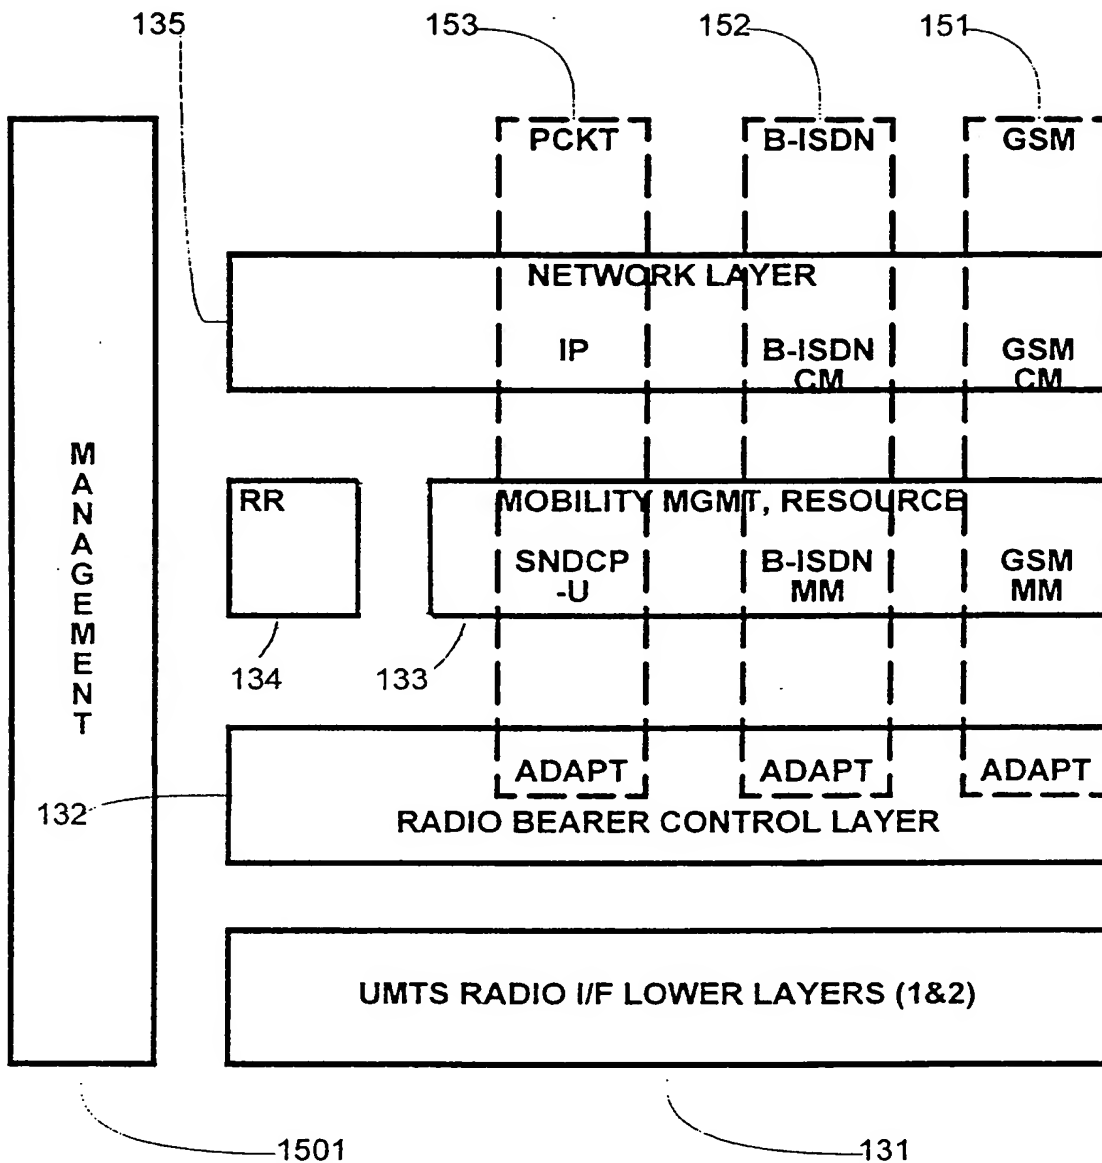 135
153
152
151
PCKT
B-ISDN
GSM
NETWORK LAYER
IP
B-ISDN
CM
GSM
CM
MANAGEMENT
RR
MOBILITY MGMT, RESOURCE
SNDCP
-U
B-ISDN
MM
GSM
MM
134
133
ADAPT
ADAPT
ADAPT
132
RADIO BEARER CONTROL LAYER
UMTS RADIO I/F LOWER LAYERS (1&2)
1501
131